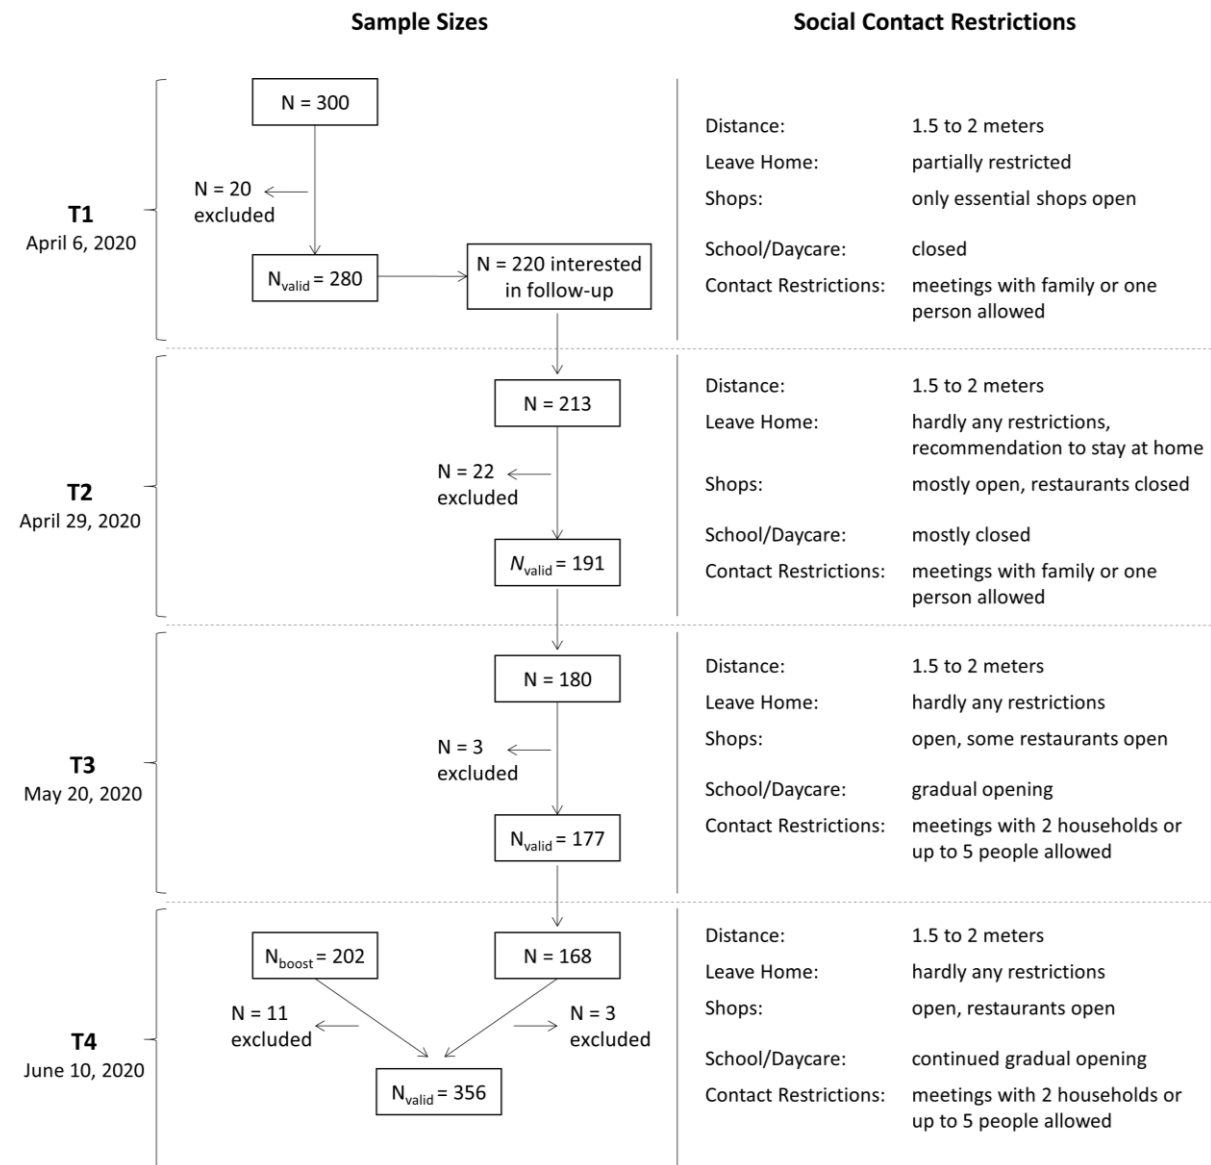 Sample Sizes
Social Contact Restrictions
T1
April 6, 2020
N = 300
N = 20
excluded
Nvalid = 280
N = 220 interested
in follow-up
Distance: 1.5 to 2 meters
Leave Home: partially restricted
Shops: only essential shops open
School/Daycare: closed
Contact Restrictions: meetings with family or one
person allowed
T2
April 29, 2020
N = 213
N = 22
excluded
Nvalid = 191
Distance: 1.5 to 2 meters
Leave Home: hardly any restrictions,
recommendation to stay at home
Shops: mostly open, restaurants closed
School/Daycare: mostly closed
Contact Restrictions: meetings with family or one
person allowed
T3
May 20, 2020
N = 180
N = 3
excluded
Nvalid = 177
Distance: 1.5 to 2 meters
Leave Home: hardly any restrictions
Shops: open, some restaurants open
School/Daycare: gradual opening
Contact Restrictions: meetings with 2 households or
up to 5 people allowed
T4
June 10, 2020
Nboost = 202
N = 168
N = 11
excluded
N = 3
excluded
Nvalid = 356
Distance: 1.5 to 2 meters
Leave Home: hardly any restrictions
Shops: open, restaurants open
School/Daycare: continued gradual opening
Contact Restrictions: meetings with 2 households or
up to 5 people allowed